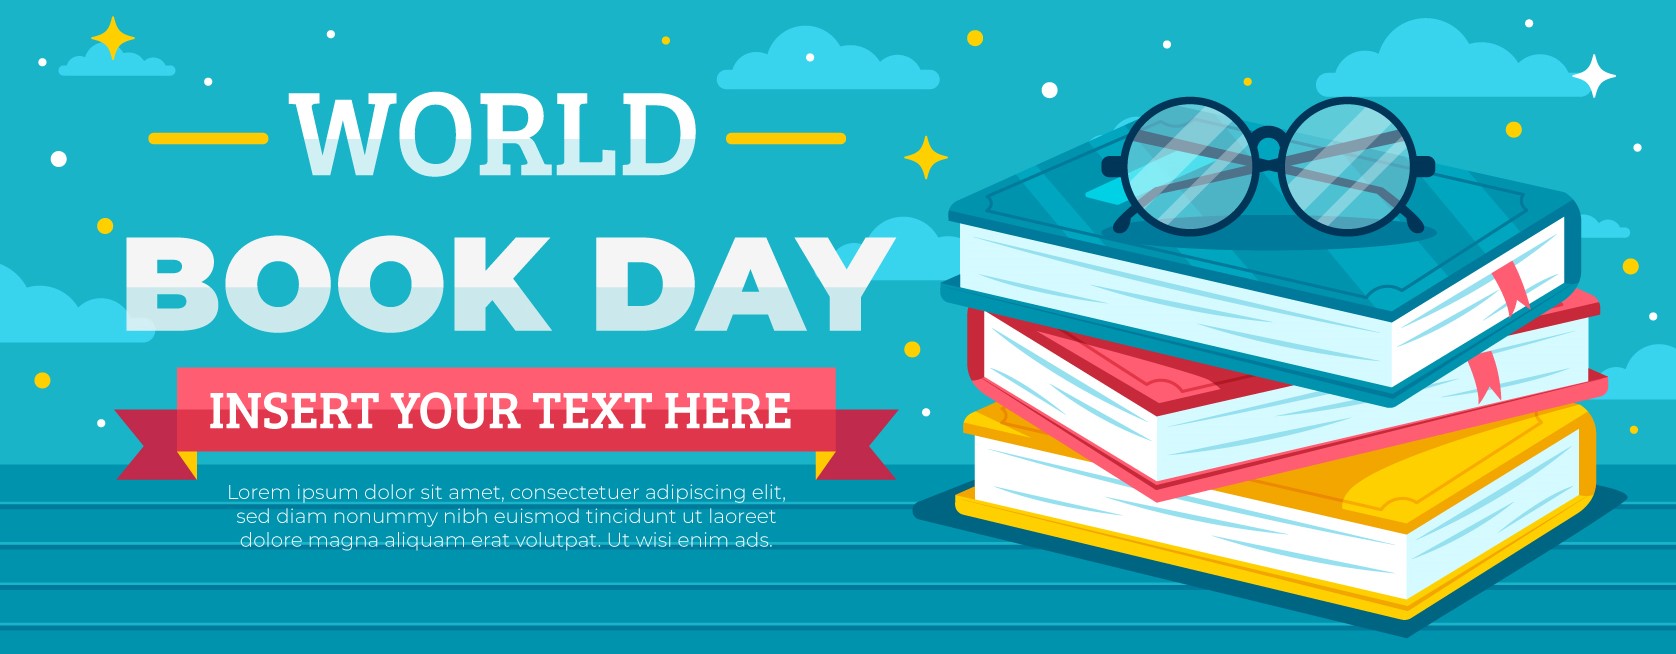 WORLD
BOOK DAY
INSERT YOUR TEXT HERE
Lorem ipsum dolor sit amet, consectetuer adipiscing elit,
sed diam nonummy nibh euismod tincidunt ut laoreet
dolore magna aliquam erat volutpat. Ut wisi enim ads.